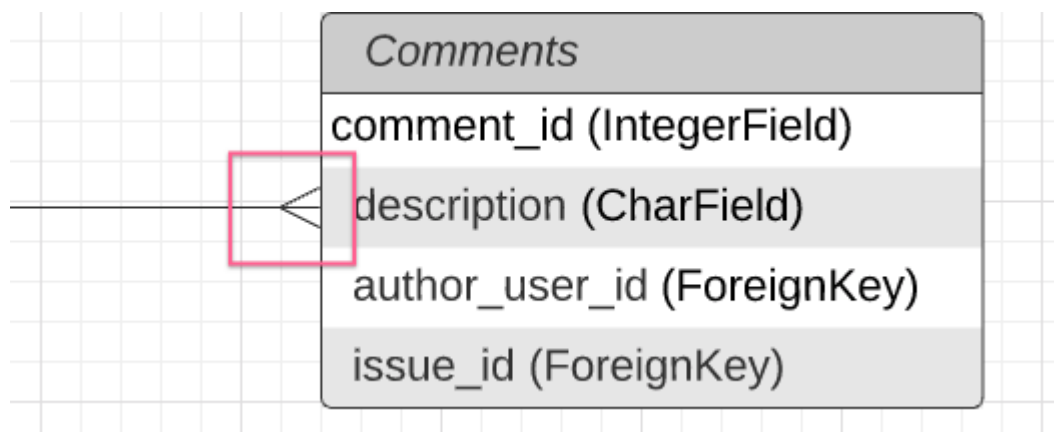 Comments
comment_id (IntegerField)
description (CharField)
author_user_id (ForeignKey)
issue_id (ForeignKey)